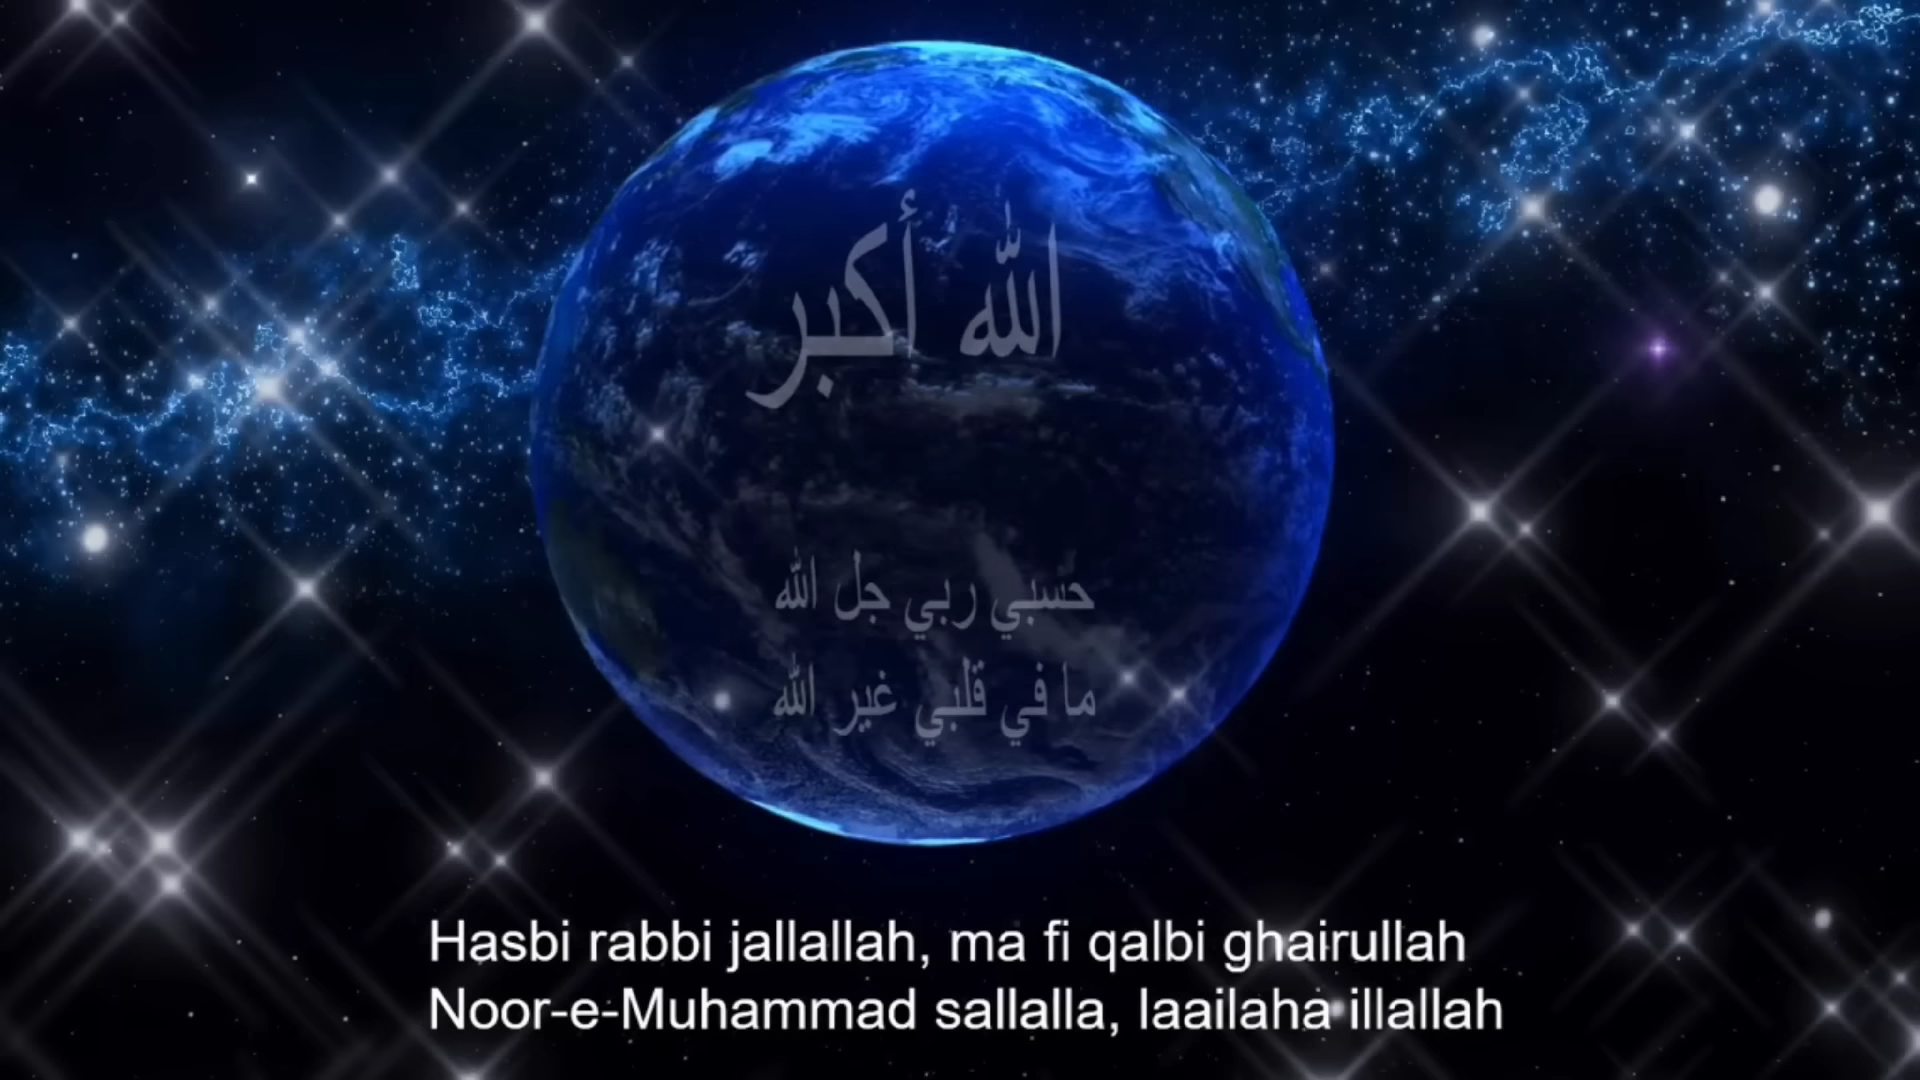 الله أكبر
حسبي ربي جل الله
ما في قلبي غير الله
Hasbi rabbi jallallah, ma fi qalbi ghairullah
Noor-e-Muhammad sallalla, laailaha illallah